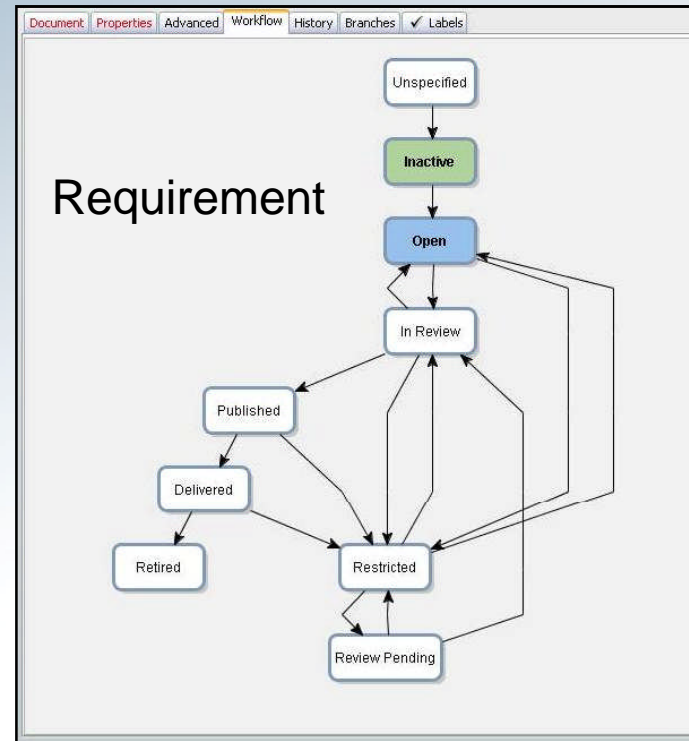 Document Properties Advanced Workflow History Branches ✓ Labels
Unspecified
Inactive
Requirement
Open
In Review
Published
Delivered
Retired
Restricted
Review Pending